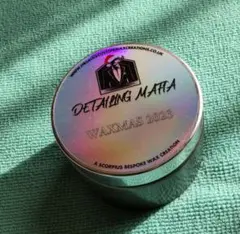 DETAILING MAFIA
WAXMAS 2023
A SCORPIUS BESPOKE WAX CREATION